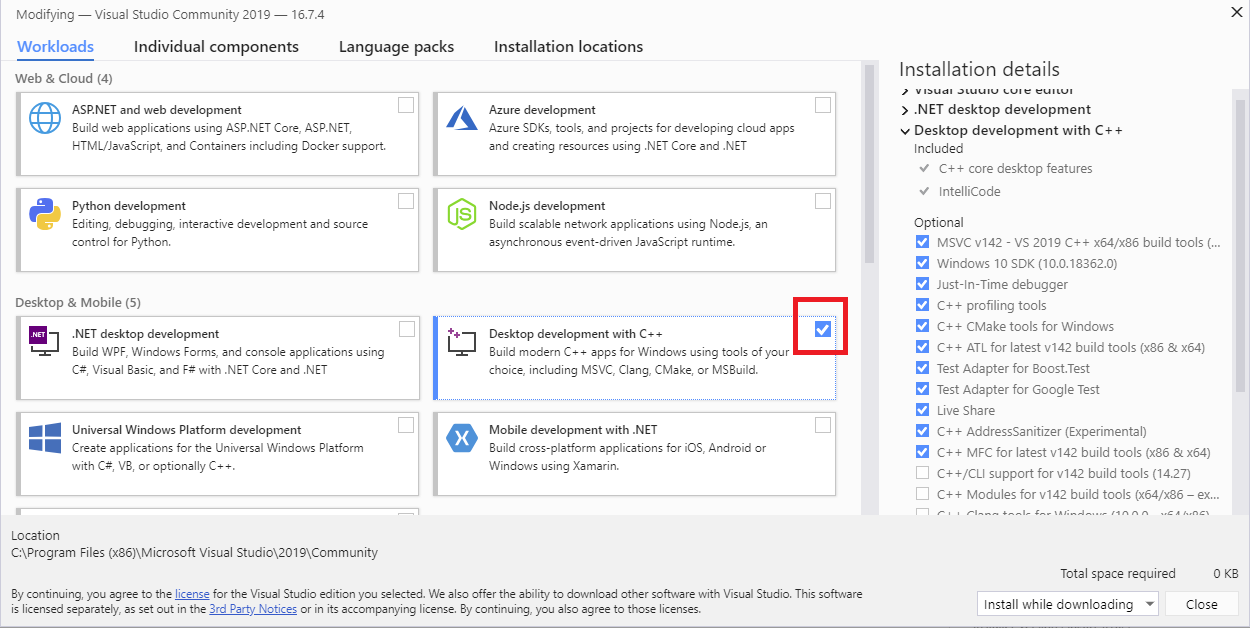 Modifying — Visual Studio Community 2019 — 16.7.4
Workloads
Individual components
Language packs
Installation locations
Web & Cloud (4)
ASP.NET and web development
Build web applications using ASP.NET Core, ASP.NET,
HTML/JavaScript, and Containers including Docker support.
Azure development
Azure SDKs, tools, and projects for developing cloud apps
and creating resources using .NET Core and .NET
Python development
Editing, debugging, interactive development and source
control for Python.
JS
Node.js development
Build scalable network applications using Node.js, an
asynchronous event-driven JavaScript runtime.
Desktop & Mobile (5)
.NET
.NET desktop development
Build WPF, Windows Forms, and console applications using
C#, Visual Basic, and F# with .NET Core and .NET
Desktop development with C++
Build modern C++ apps for Windows using tools of your
choice, including MSVC, Clang, CMake, or MSBuild.
Universal Windows Platform development
Create applications for the Universal Windows Platform
with C#, VB, or optionally C++.
Mobile development with .NET
Build cross-platform applications for iOS, Android or
Windows using Xamarin.
Installation details
Visual Studio core editor
.NET desktop development
Desktop development with C++
Included
C++ core desktop features
IntelliCode
Optional
MSVC v142 - VS 2019 C++ x64/x86 build tools (...
Windows 10 SDK (10.0.18362.0)
Just-In-Time debugger
C++ profiling tools
C++ CMake tools for Windows
C++ ATL for latest v142 build tools (x86 & x64)
Test Adapter for Boost.Test
Test Adapter for Google Test
Live Share
C++ AddressSanitizer (Experimental)
C++ MFC for latest v142 build tools (x86 & x64)
C++/CLI support for v142 build tools (14.27)
C++ Modules for v142 build tools (x64/x86 – ex...
C++ Clang tools for Windows (10.0.0 - x64/x86)
Location
C:\Program Files (x86)\Microsoft Visual Studio\2019\Community
Total space required 0 KB
By continuing, you agree to the license for the Visual Studio edition you selected. We also offer the ability to download other software with Visual Studio. This software
is licensed separately, as set out in the 3rd Party Notices or in its accompanying license. By continuing, you also agree to those licenses.
Install while downloading
Close